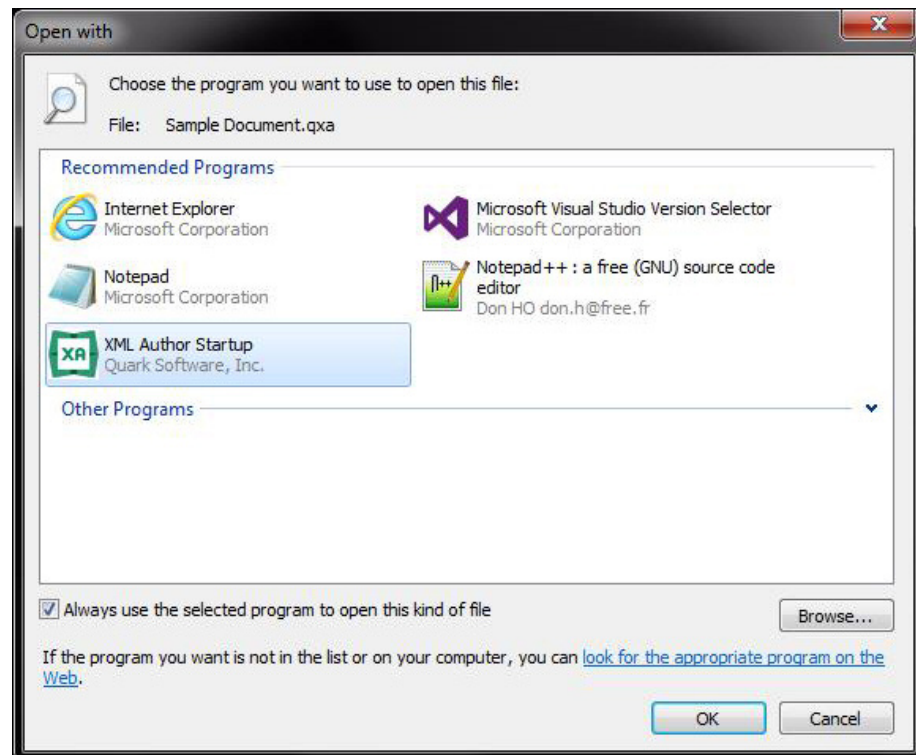 Open with
Choose the program you want to use to open this file:
File: Sample Document.qxa
Recommended Programs
Internet Explorer
Microsoft Corporation
Microsoft Visual Studio Version Selector
Microsoft Corporation
Notepad
Microsoft Corporation
Notepad++ : a free (GNU) source code
editor
Don HO don.h@free.fr
XA
XML Author Startup
Quark Software, Inc.
Other Programs
Always use the selected program to open this kind of file
Browse...
If the program you want is not in the list or on your computer, you can look for the appropriate program on the
Web.
OK
Cancel